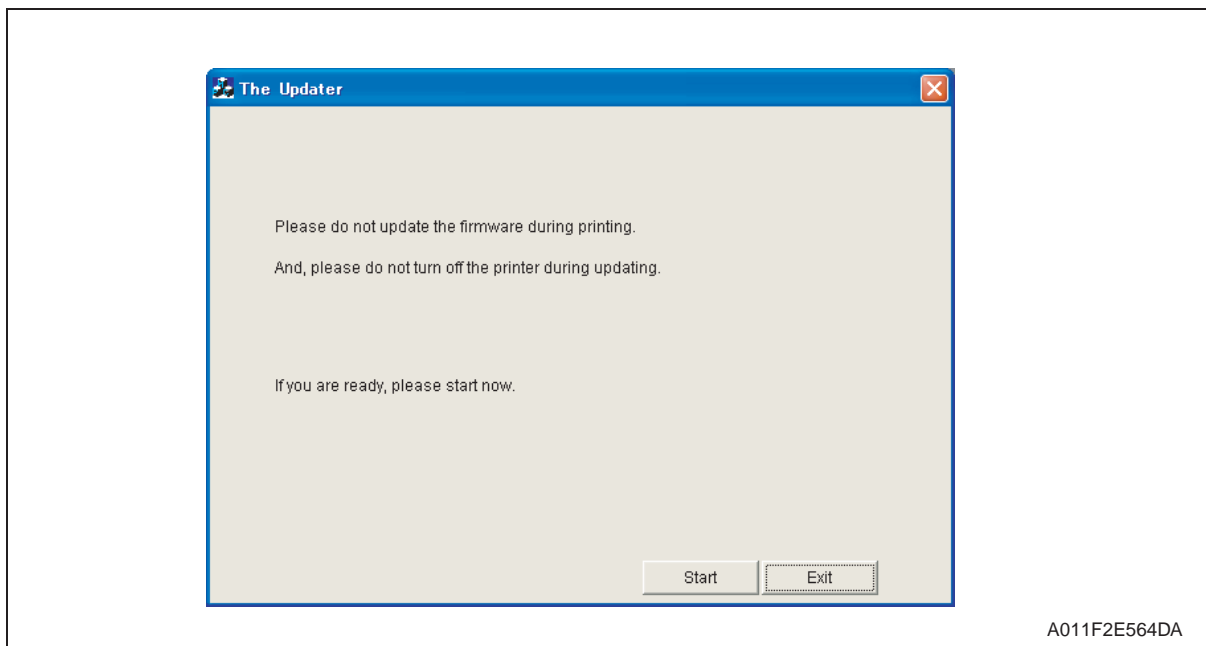 The Updater
Please do not update the firmware during printing.
And, please do not turn off the printer during updating.
If you are ready, please start now.
Start Exit
A011F2E564DA